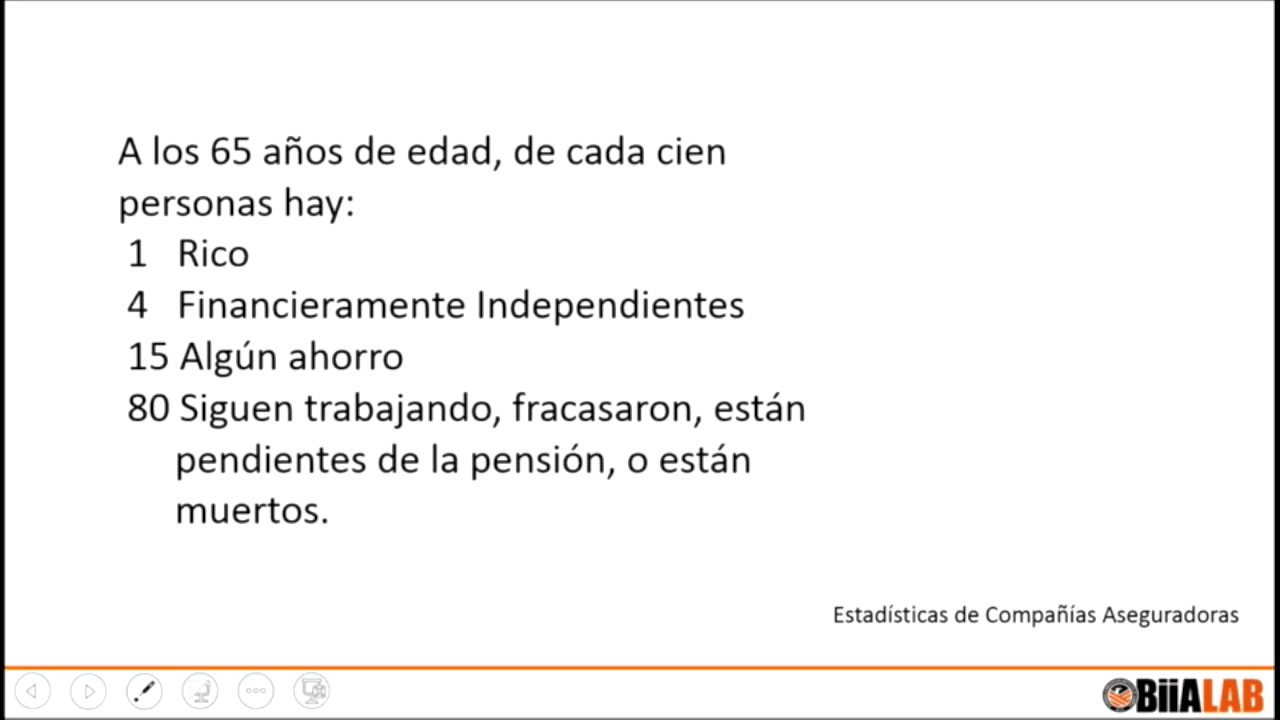 A los 65 años de edad, de cada cien
personas hay:
1 Rico
4 Financieramente Independientes
15 Algún ahorro
80 Siguen trabajando, fracasaron, están
pendientes de la pensión, o están
muertos.
Estadísticas de Compañías Aseguradoras
BiiALAB